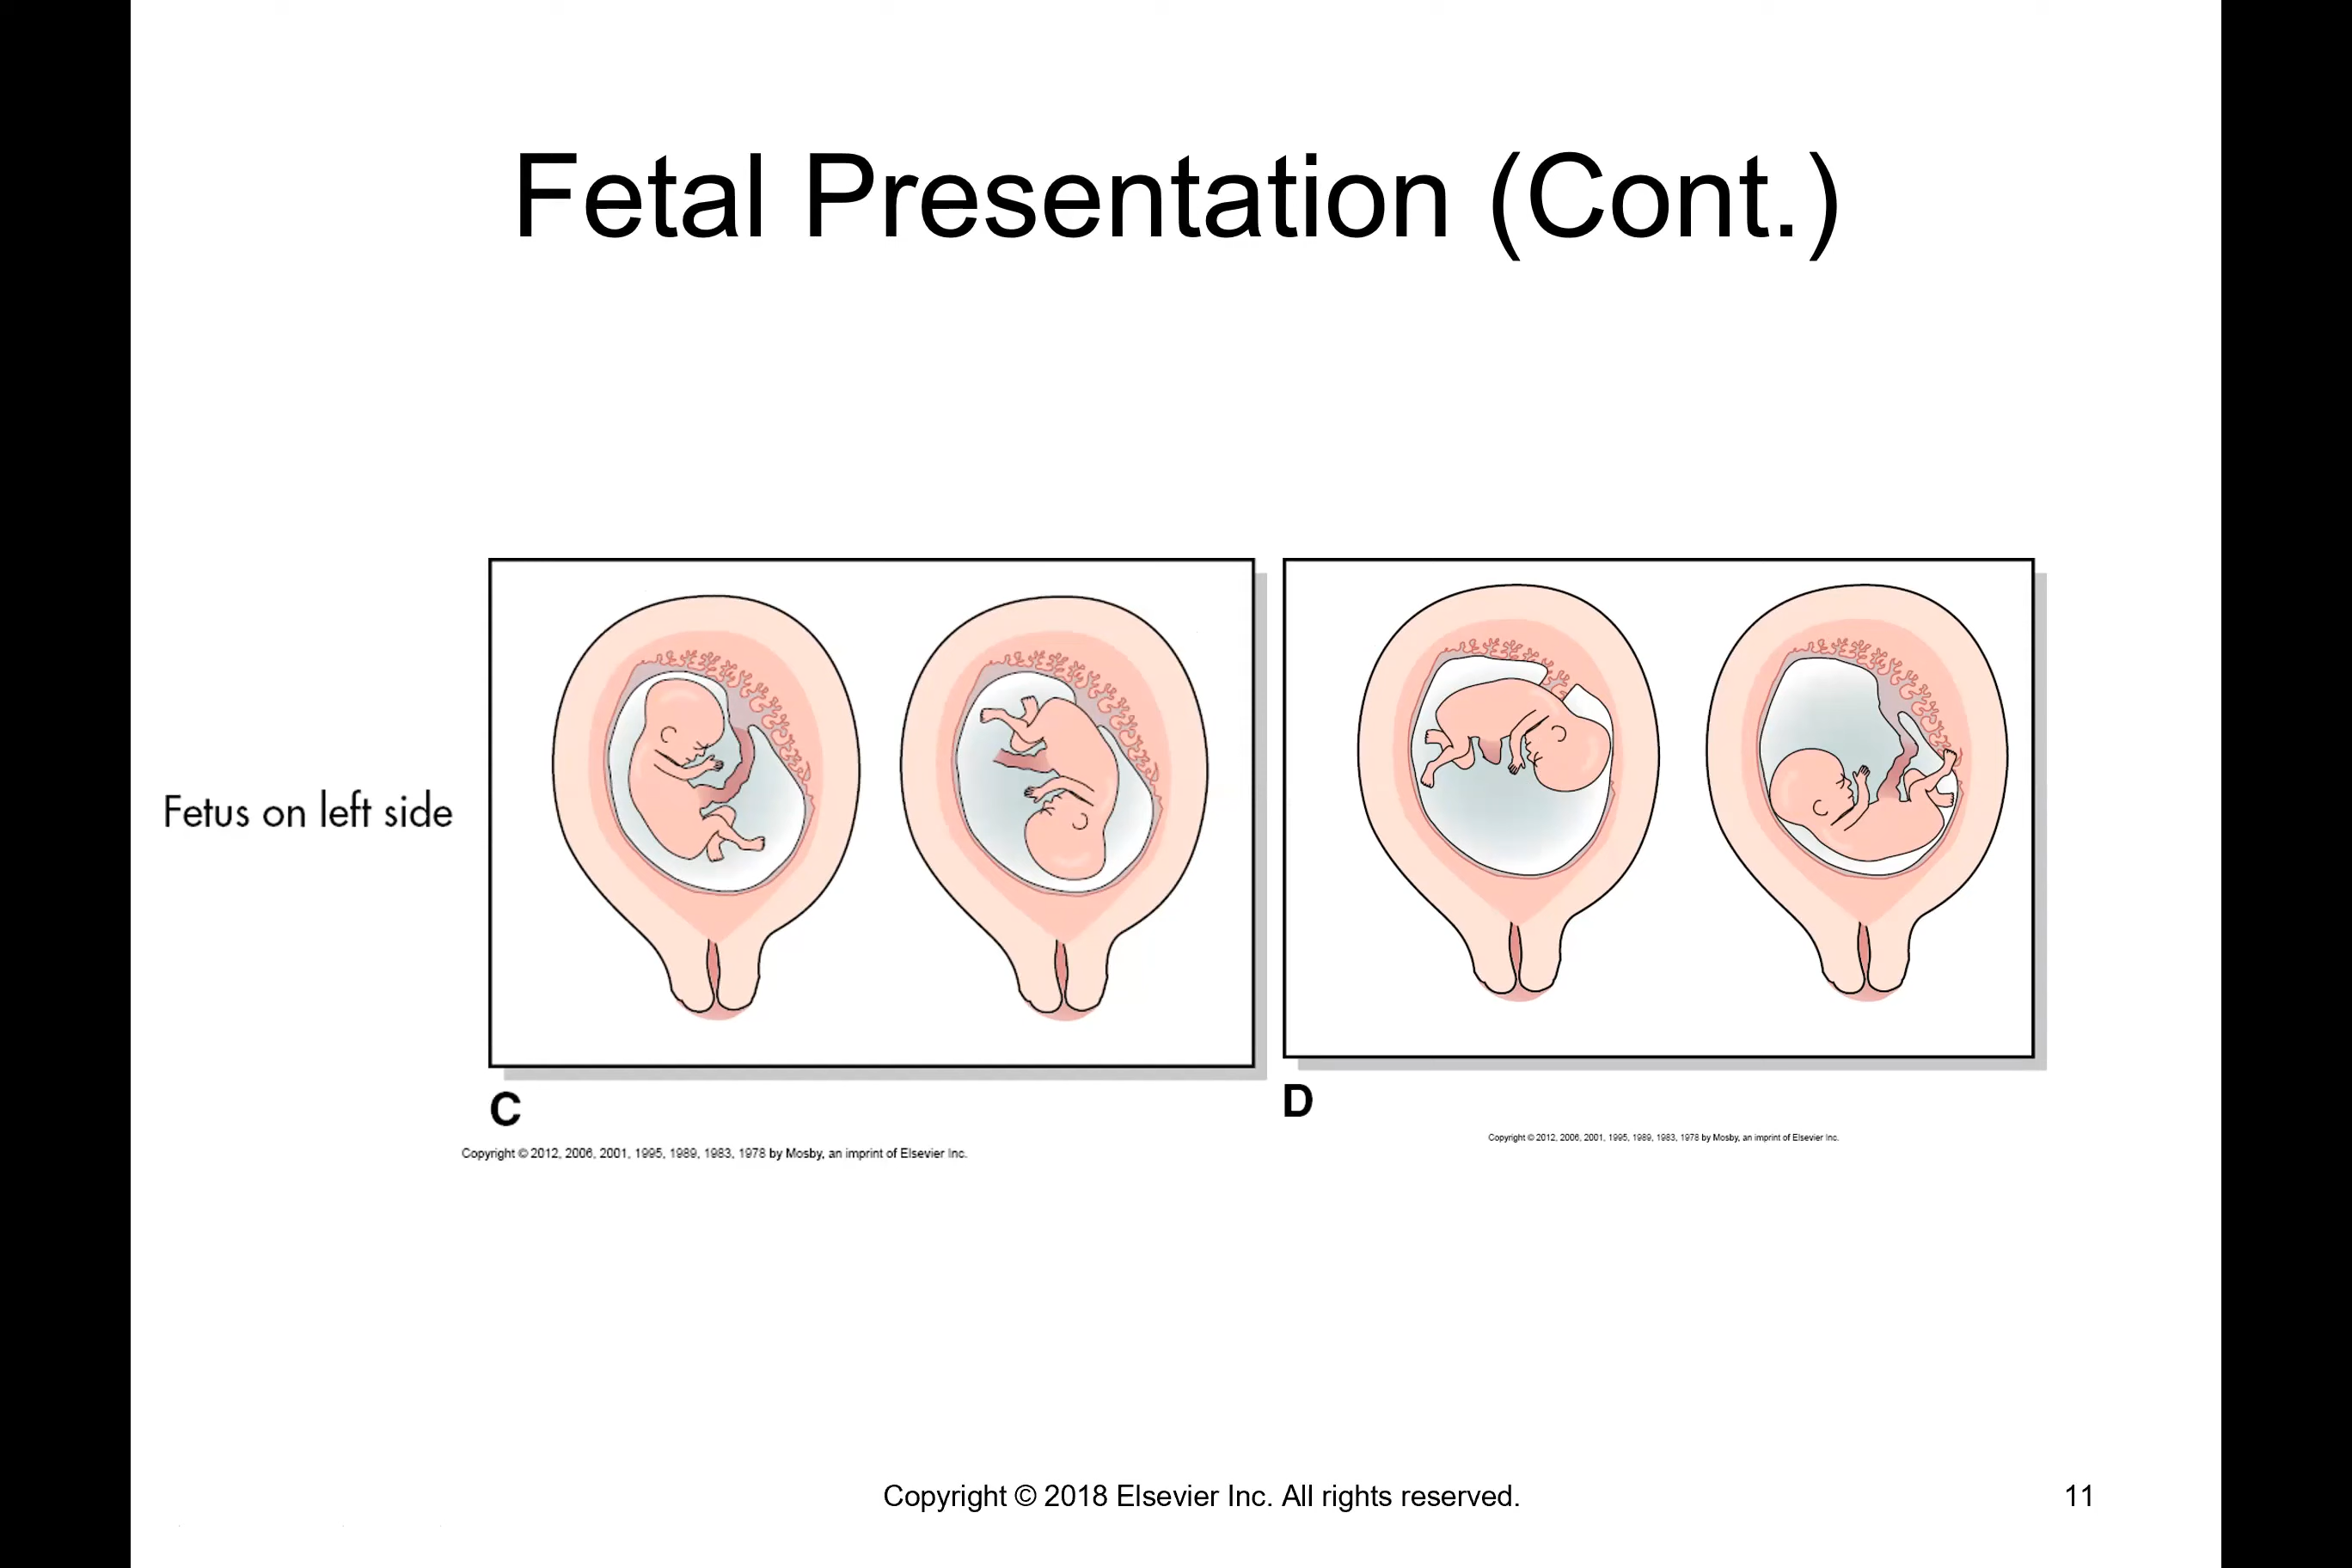 Fetal Presentation (Cont.)
Fetus on left side
C
D
Copyright © 2012, 2006, 2001, 1995, 1989, 1983, 1978 by Mosby, an imprint of Elsevier Inc.
Copyright © 2012, 2006, 2001, 1995, 1989, 1983, 1978 by Mosby, an imprint of Elsevier Inc.
Copyright © 2018 Elsevier Inc. All rights reserved.
11